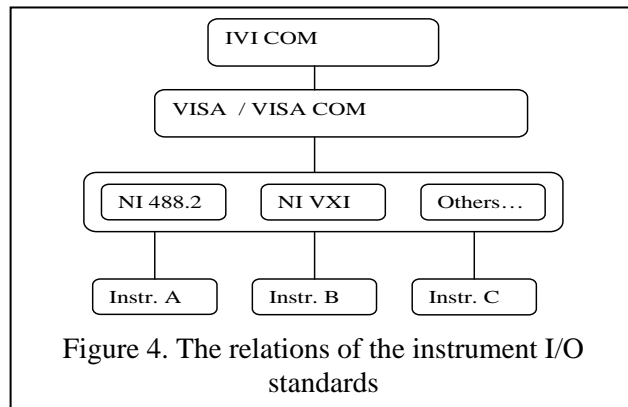 IVI COM
VISA / VISA COM
NI 488.2 NI VXI Others…
Instr. A Instr. B Instr. C
Figure 4. The relations of the instrument I/O
standards